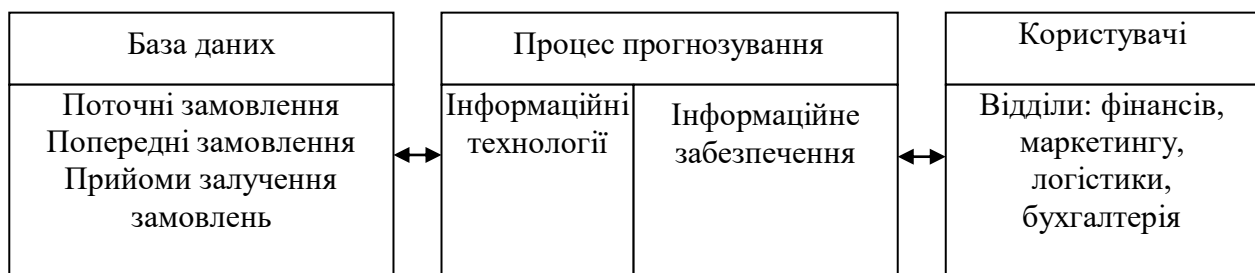 База даних
Поточні замовлення
Попередні замовлення
Прийоми залучення
замовлень
Процес прогнозування
Інформаційні
технології
Інформаційне
забезпечення
Користувачі
Відділи: фінансів,
маркетингу,
логістики,
бухгалтерія